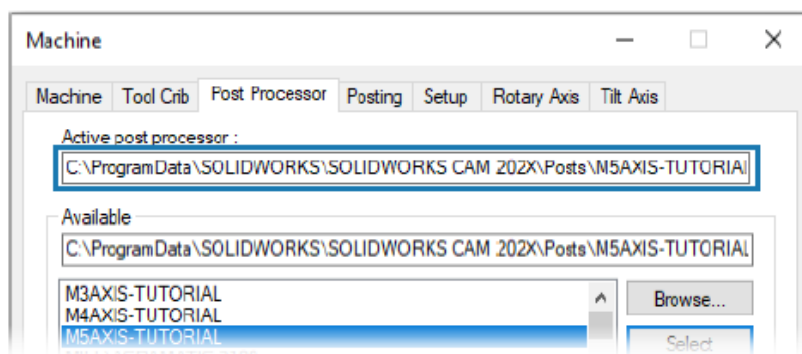 Machine
Machine Tool Crib Post Processor Posting Setup Rotary Axis Tilt Axis
Active post processor :
C:\ProgramData\SOLIDWORKS\SOLIDWORKS CAM 202X\Posts\M5AXIS-TUTORIAL
Available
C:\ProgramData\SOLIDWORKS\SOLIDWORKS CAM 202X\Posts\M5AXIS-TUTORIAL
M3AXIS-TUTORIAL
M4AXIS-TUTORIAL Browse...
M5AXIS-TUTORIAL Select